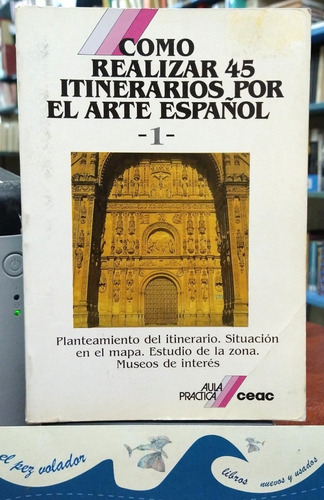 COMO
REALIZAR 45
ITINERARIOS POR
EL ARTE ESPAÑOL
-1-
Planteamiento del itinerario. Situación
en el mapa. Estudio de la zona.
Museos de interés
AULA
PRACTICA
ceac
el pez volador
libros
nuevos y usados